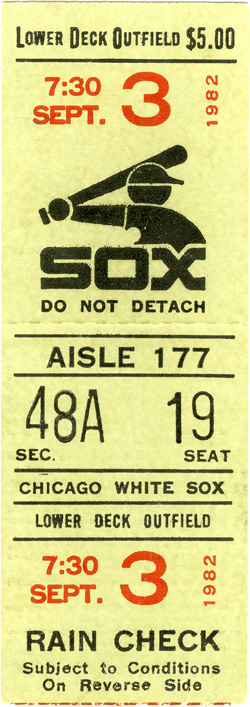 LOWER DECK OUTFIELD $5.00
7:30
SEPT. 3 1982
SOX
DO NOT DETACH
AISLE 177
48A 19
SEC. SEAT
CHICAGO WHITE SOX
LOWER DECK OUTFIELD
7:30
SEPT. 3 1982
RAIN CHECK
Subject to Conditions
On Reverse Side